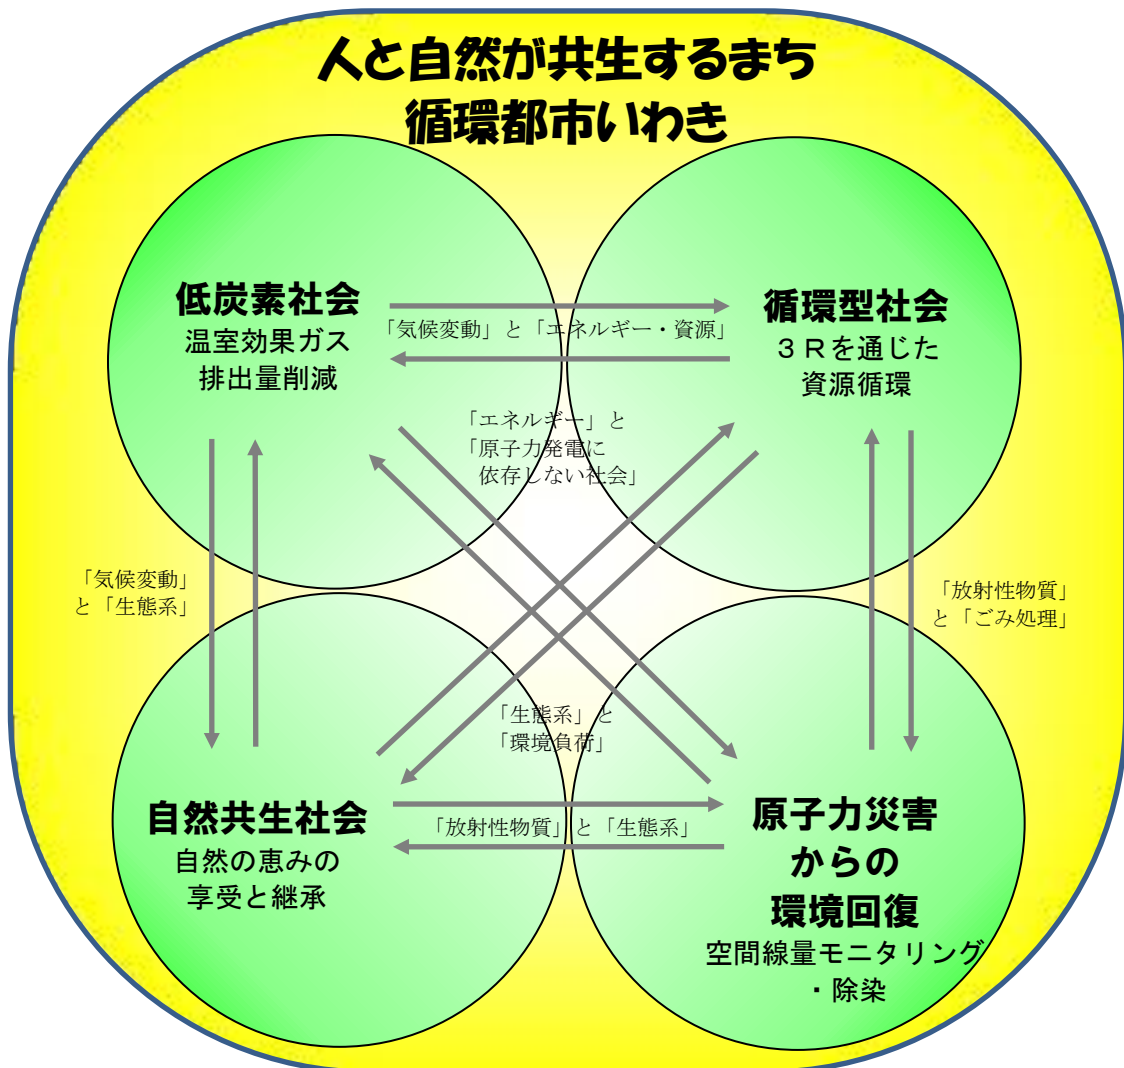 人と自然が共生するまち
循環都市いわき
低炭素社会
温室効果ガス
排出量削減
「気候変動」と「エネルギー・資源」
循環型社会
３Ｒを通じた
資源循環
「エネルギー」と
「原子力発電に
依存しない社会」
「気候変動」
と「生態系」
「放射性物質」
と「ごみ処理」
「生態系」と
「環境負荷」
自然共生社会
自然の恵みの
享受と継承
「放射性物質」と「生態系」
原子力災害
からの
環境回復
空間線量モニタリング
・除染